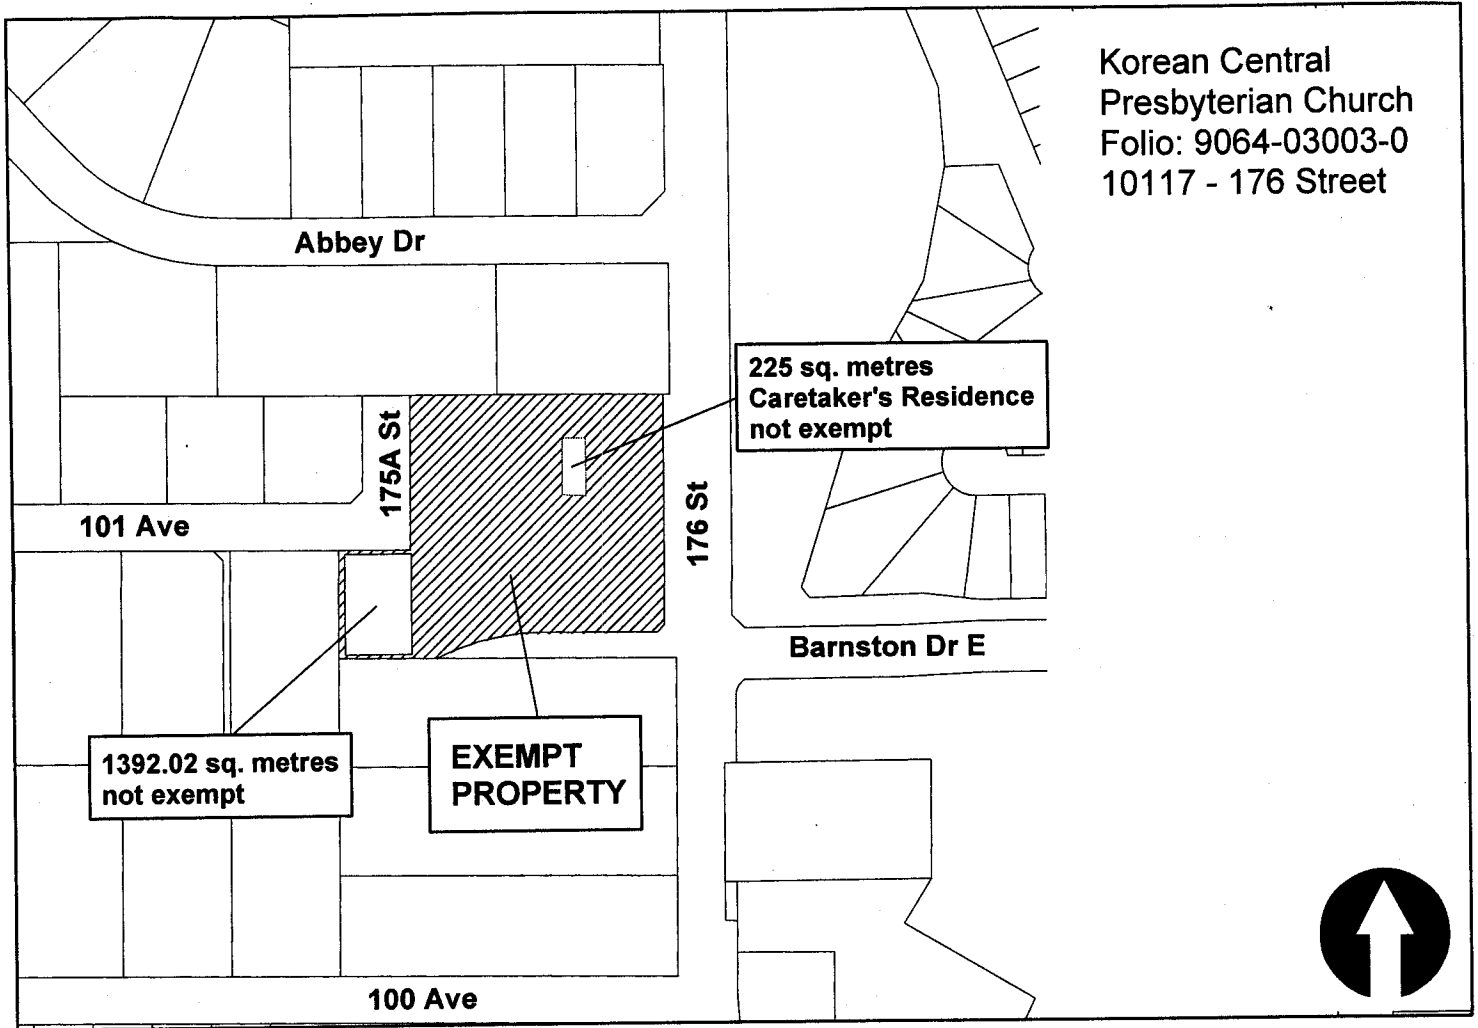 Korean Central
Presbyterian Church
Folio: 9064-03003-0
10117 - 176 Street
Abbey Dr
225 sq. metres
Caretaker's Residence
not exempt
175A St
176 St
101 Ave
Barnston Dr E
1392.02 sq. metres
not exempt
EXEMPT
PROPERTY
100 Ave